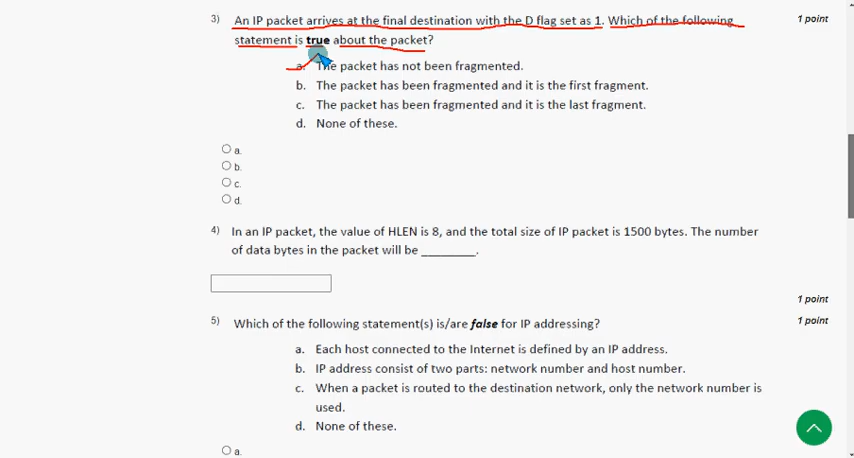 3) An IP packet arrives at the final destination with the D flag set as 1. Which of the following 1 point
statement is true about the packet?
a. The packet has not been fragmented.
b. The packet has been fragmented and it is the first fragment.
c. The packet has been fragmented and it is the last fragment.
d. None of these.
a.
b.
c.
d.
4) In an IP packet, the value of HLEN is 8, and the total size of IP packet is 1500 bytes. The number
of data bytes in the packet will be ________.
1 point
5) Which of the following statement(s) is/are false for IP addressing? 1 point
a. Each host connected to the Internet is defined by an IP address.
b. IP address consist of two parts: network number and host number.
c. When a packet is routed to the destination network, only the network number is
used.
d. None of these.
a.